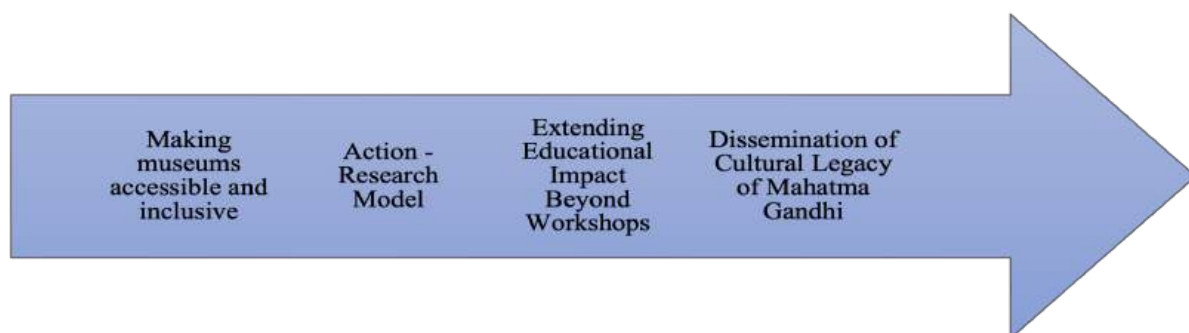 Making
museums
accessible and
inclusive
Action -
Research
Model
Extending
Educational
Impact
Beyond
Workshops
Dissemination of
Cultural Legacy
of Mahatma
Gandhi